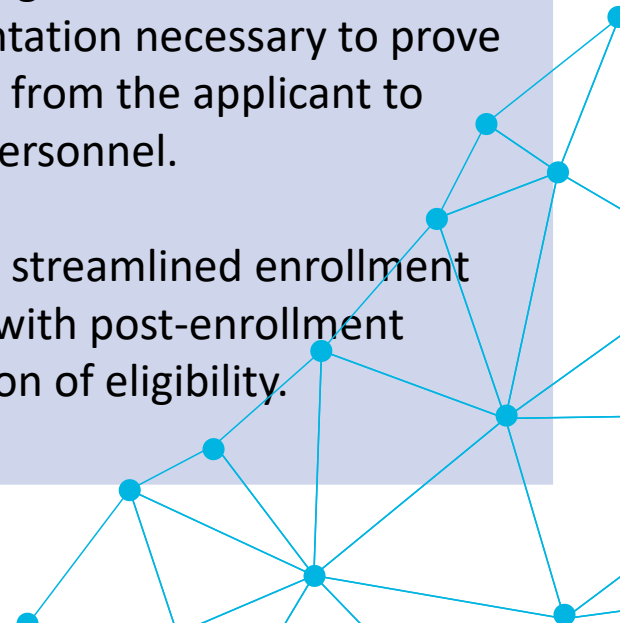 ntation necessary to prove
from the applicant to
ersonnel.
streamlined enrollment
with post-enrollment
on of eligibility.